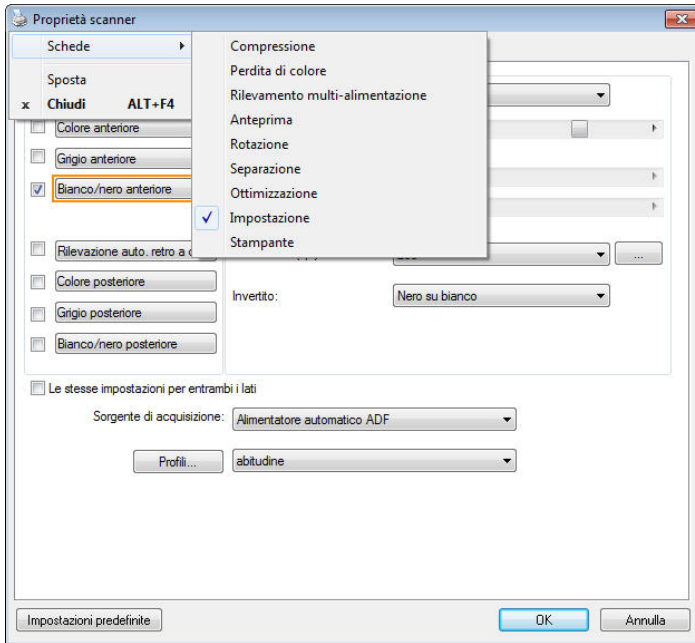 Proprietà scanner
Schede
Compressione
Sposta
Perdita di colore
x Chiudi ALT+F4
Rilevamento multi-alimentazione
Anteprima
Colore anteriore
Rotazione
Grigio anteriore
Separazione
Bianco/nero anteriore
Ottimizzazione
Impostazione
Stampante
Rilevazione auto. retro a
...
Colore posteriore
Invertito:
Nero su bianco
Grigio posteriore
Bianco/nero posteriore
Le stesse impostazioni per entrambi i lati
Sorgente di acquisizione:
Alimentatore automatico ADF
Profili...
abitudine
Impostazioni predefinite
OK
Annulla